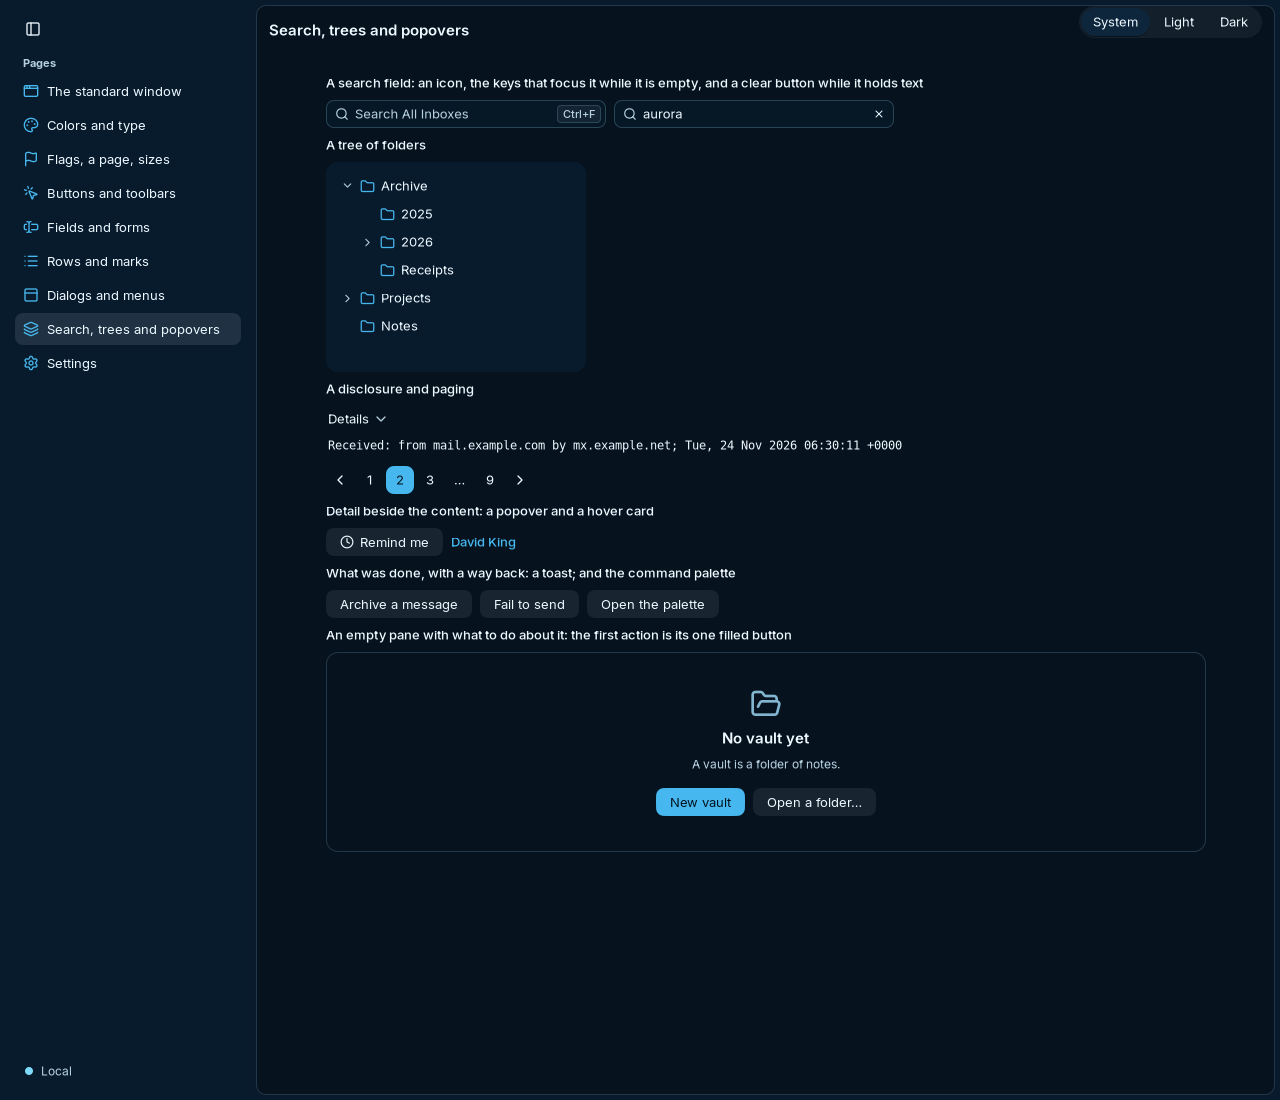 Pages
The standard window
Colors and type
Flags, a page, sizes
Buttons and toolbars
Fields and forms
Rows and marks
Dialogs and menus
Search, trees and popovers
Settings
Local
Search, trees and popovers
System Light Dark
A search field: an icon, the keys that focus it while it is empty, and a clear button while it holds text
Search All Inboxes Ctrl+F aurora
A tree of folders
Archive
2025
2026
Receipts
Projects
Notes
A disclosure and paging
Details
Received: from mail.example.com by mx.example.net; Tue, 24 Nov 2026 06:30:11 +0000
1 2 3 … 9
Detail beside the content: a popover and a hover card
Remind me David King
What was done, with a way back: a toast; and the command palette
Archive a message Fail to send Open the palette
An empty pane with what to do about it: the first action is its one filled button
No vault yet
A vault is a folder of notes.
New vault Open a folder…